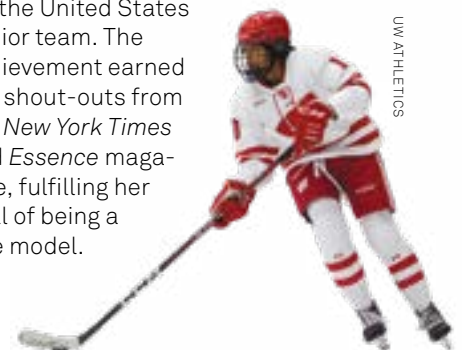 the United States
ior team. The
ievement earned
shout-outs from
New York Times
Essence maga-
e, fulfilling her
l of being a
e model.
UW ATHLETICS